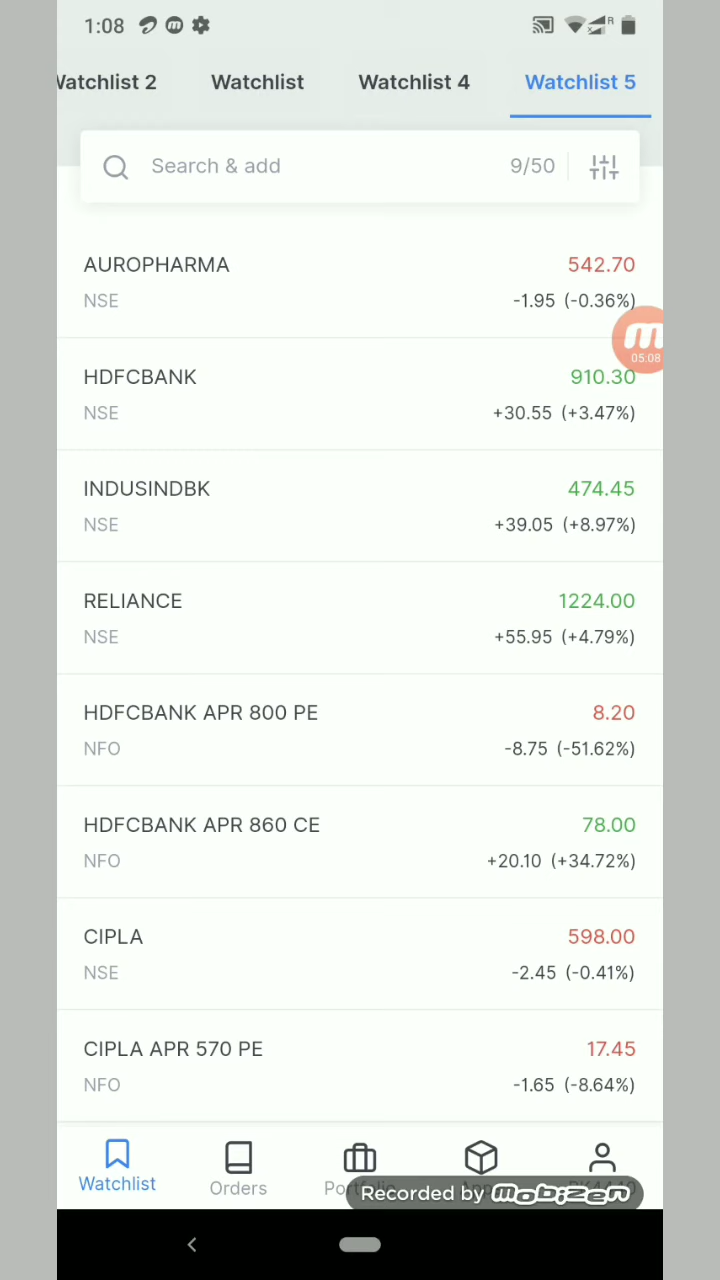 1:08
Watchlist 2 Watchlist Watchlist 4 Watchlist 5
Search & add 9/50
AUROPHARMA 542.70
NSE -1.95 (-0.36%)
05:08
HDFCBANK 910.30
NSE +30.55 (+3.47%)
INDUSINDBK 474.45
NSE +39.05 (+8.97%)
RELIANCE 1224.00
NSE +55.95 (+4.79%)
HDFCBANK APR 800 PE 8.20
NFO -8.75 (-51.62%)
HDFCBANK APR 860 CE 78.00
NFO +20.10 (+34.72%)
CIPLA 598.00
NSE -2.45 (-0.41%)
CIPLA APR 570 PE 17.45
NFO -1.65 (-8.64%)
Watchlist Orders Portfolio
Recorded by mobizen